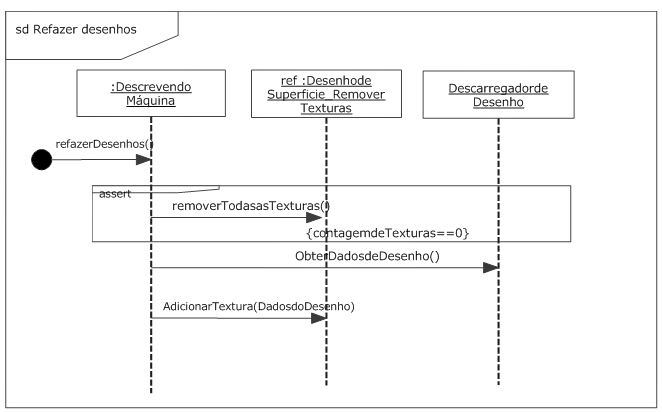 sd Refazer desenhos
:Descrevendo
Máquina
ref :Desenhode
Superficie_Remover
Texturas
Descarregadorde
Desenho
refazerDesenhos()
assert
removerTodasasTexturas()
{contagemdeTexturas==0}
ObterDadosdeDesenho()
AdicionarTextura(DadosdoDesenho)